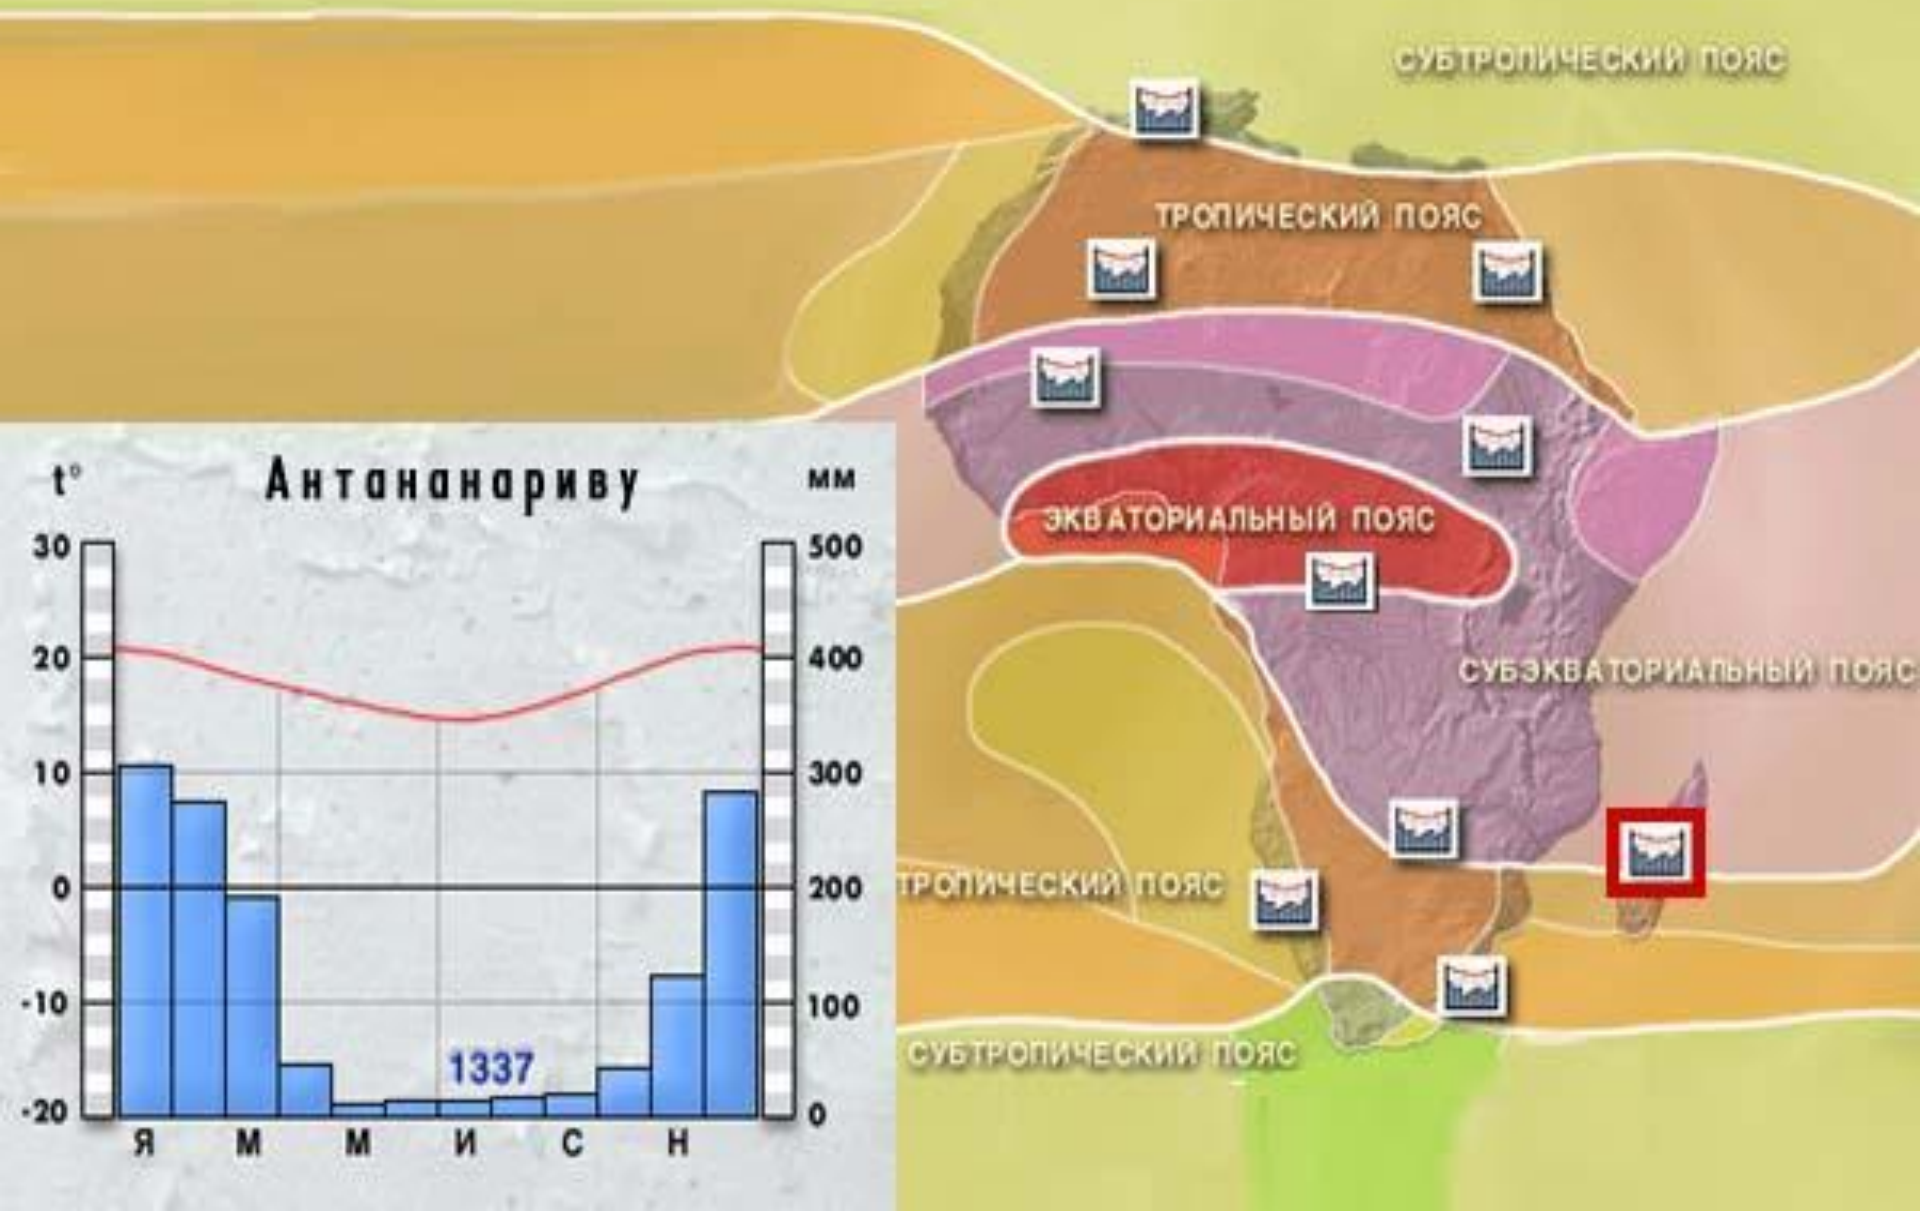 СУБТРОПИЧЕСКИЙ ПОЯС
ТРОПИЧЕСКИЙ ПОЯС
ЭКВАТОРИАЛЬНЫЙ ПОЯС
СУБЭКВАТОРИАЛЬНЫЙ ПОЯС
ТРОПИЧЕСКИЙ ПОЯС
СУБТРОПИЧЕСКИЙ ПОЯС
t° Антананариву мм
30 500
20 400
10 300
0 200
-10 100
1337
-20 0
Я М М И С Н